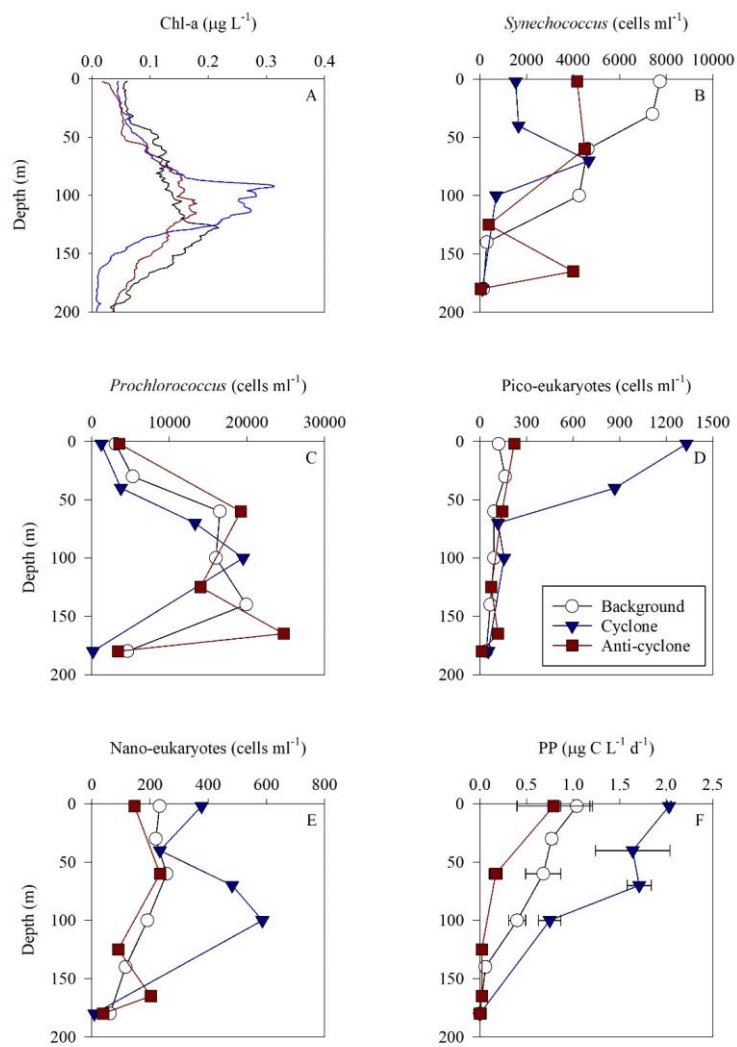 Chl-a (µg L-1)
0.0 0.1 0.2 0.3 0.4
Depth (m)
0
50
100
150
200
A
Synechococcus (cells ml-1)
0 2000 4000 6000 8000 10000
0
50
100
150
200
B
Prochlorococcus (cells ml-1)
0 10000 20000 30000
Depth (m)
0
50
100
150
200
C
Pico-eukaryotes (cells ml-1)
0 300 600 900 1200 1500
0
50
100
150
200
D
Background
Cyclone
Anti-cyclone
Nano-eukaryotes (cells ml-1)
0 200 400 600 800
Depth (m)
0
50
100
150
200
E
PP (µg C L-1 d-1)
0.0 0.5 1.0 1.5 2.0 2.5
0
50
100
150
200
F